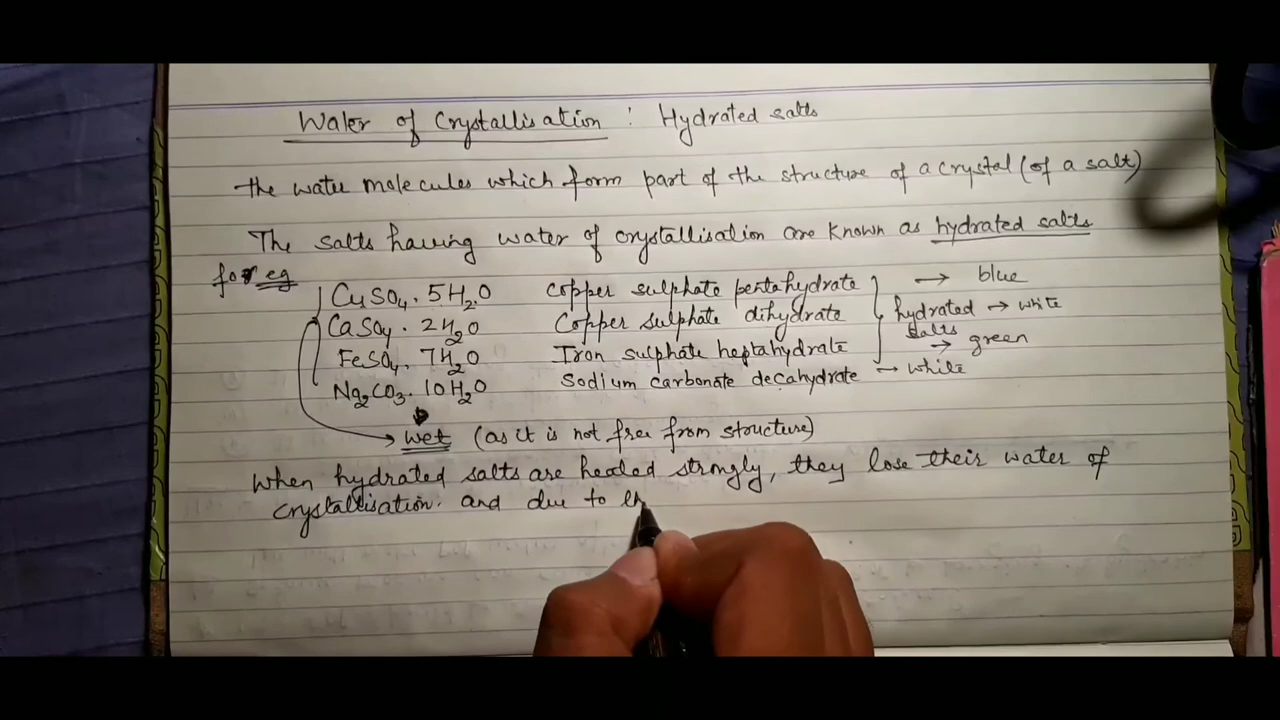 Water of Crystallisation : Hydrated salts
The water molecules which form part of the structure of a crystal (of a salt)
The salts having water of crystallisation are known as hydrated salts
for eg
CuSO4. 5H2O Copper sulphate pentahydrate → blue
CaSO4. 2H2O Copper sulphate dihydrate hydrated salts → white
FeSO4. 7H2O Iron sulphate heptahydrate → green
Na2CO3. 10H2O Sodium carbonate decahydrate → white
wet (as it is not free from structure)
When hydrated salts are heated strongly, they lose their water of
crystallisation. and due to